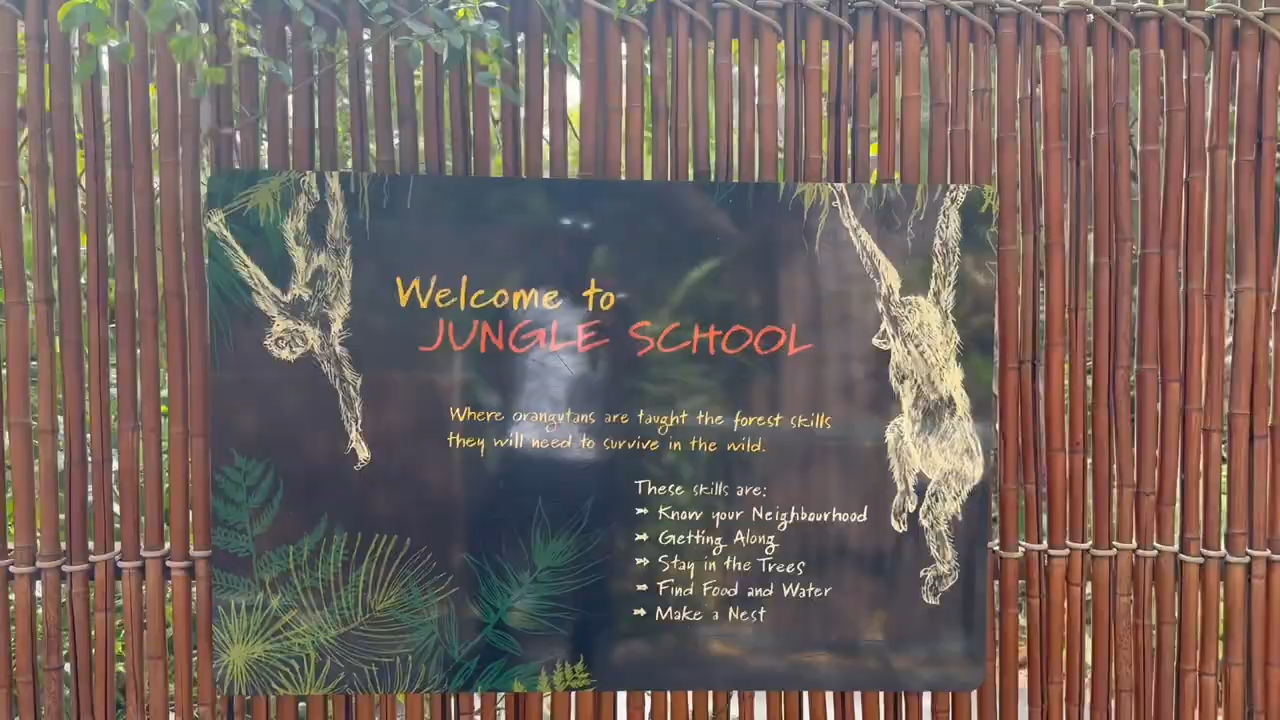 Welcome to
JUNGLE SCHOOL
Where orangutans are taught the forest skills
they will need to survive in the wild.
These skills are:
➳ Know your Neighbourhood
➳ Getting Along
➳ Stay in the Trees
➳ Find Food and Water
➳ Make a Nest